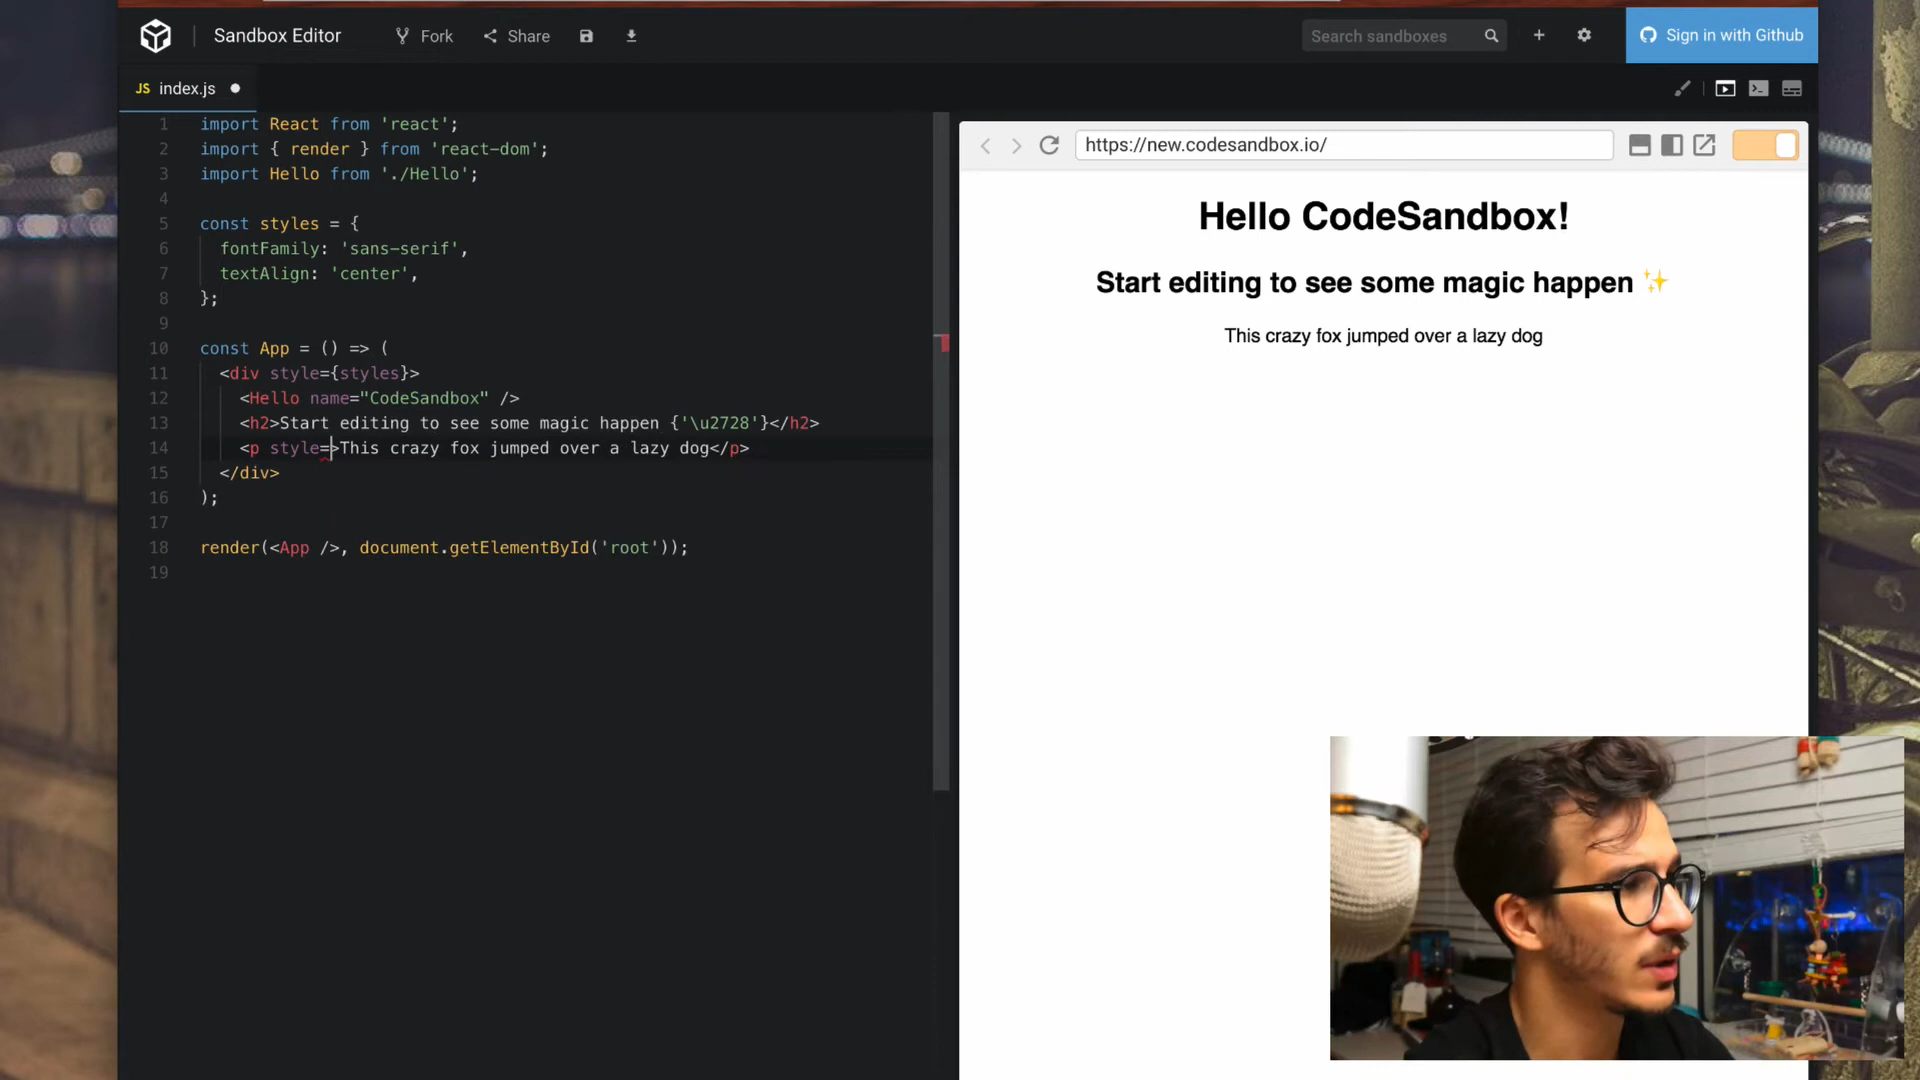 Sandbox Editor Fork Share Search sandboxes Sign in with Github
JS index.js
1 import React from 'react';
2 import { render } from 'react-dom';
3 import Hello from './Hello';
4
5 const styles = {
6 fontFamily: 'sans-serif',
7 textAlign: 'center',
8 };
9
10 const App = () => (
11 <div style={styles}>
12 <Hello name="CodeSandbox" />
13 <h2>Start editing to see some magic happen {'\u2728'}</h2>
14 <p style=>This crazy fox jumped over a lazy dog</p>
15 </div>
16 );
17
18 render(<App />, document.getElementById('root'));
19
https://new.codesandbox.io/
Hello CodeSandbox!
Start editing to see some magic happen ✨
This crazy fox jumped over a lazy dog